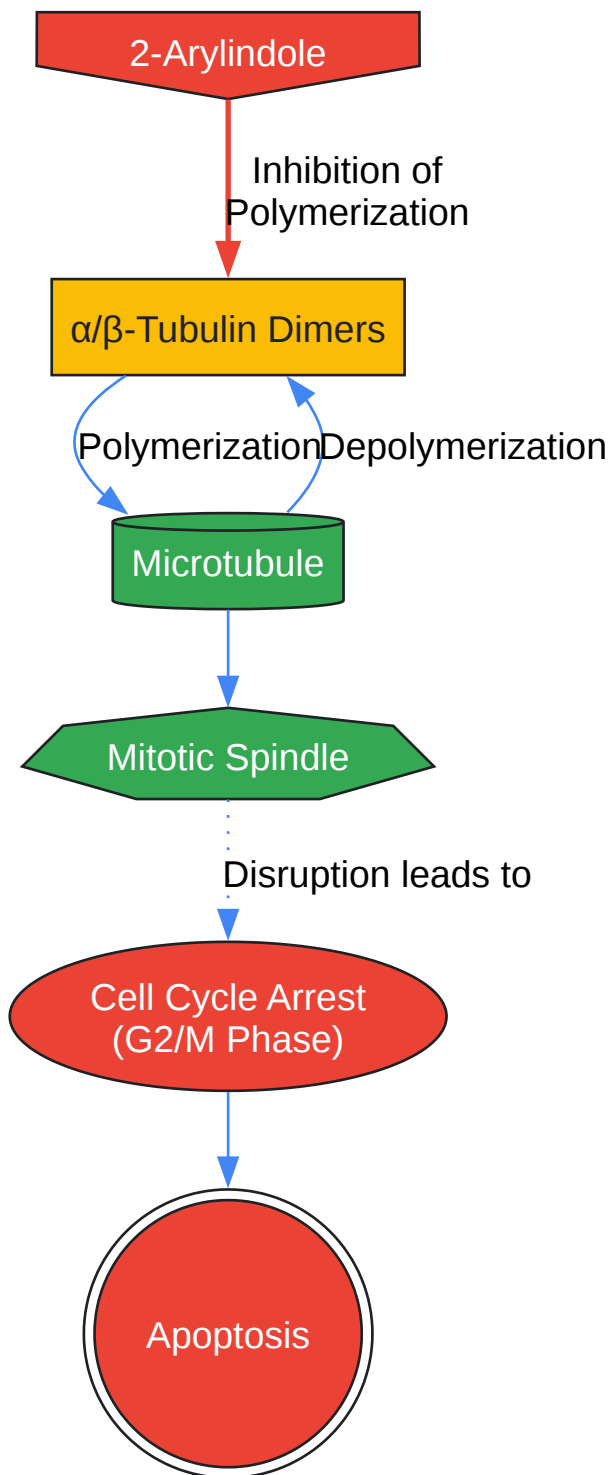 2-Arylindole
Inhibition of
Polymerization
α/β-Tubulin Dimers
Polymerization
Depolymerization
Microtubule
Mitotic Spindle
Disruption leads to
Cell Cycle Arrest
(G2/M Phase)
Apoptosis